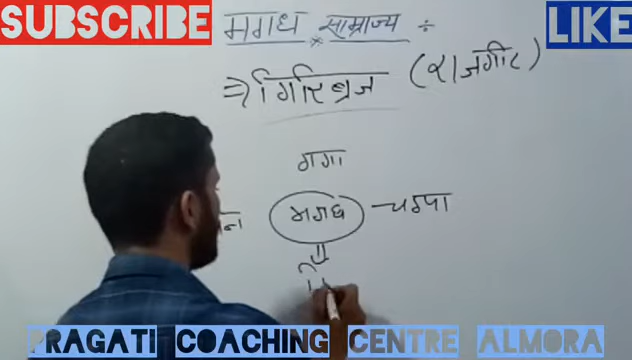 SUBSCRIBE
LIKE
मगध साम्राज्य ÷
⇒ गिरिब्रज (राजगीर)
गंगा
मगध - चम्पा
PRAGATI COACHING CENTRE ALMORA